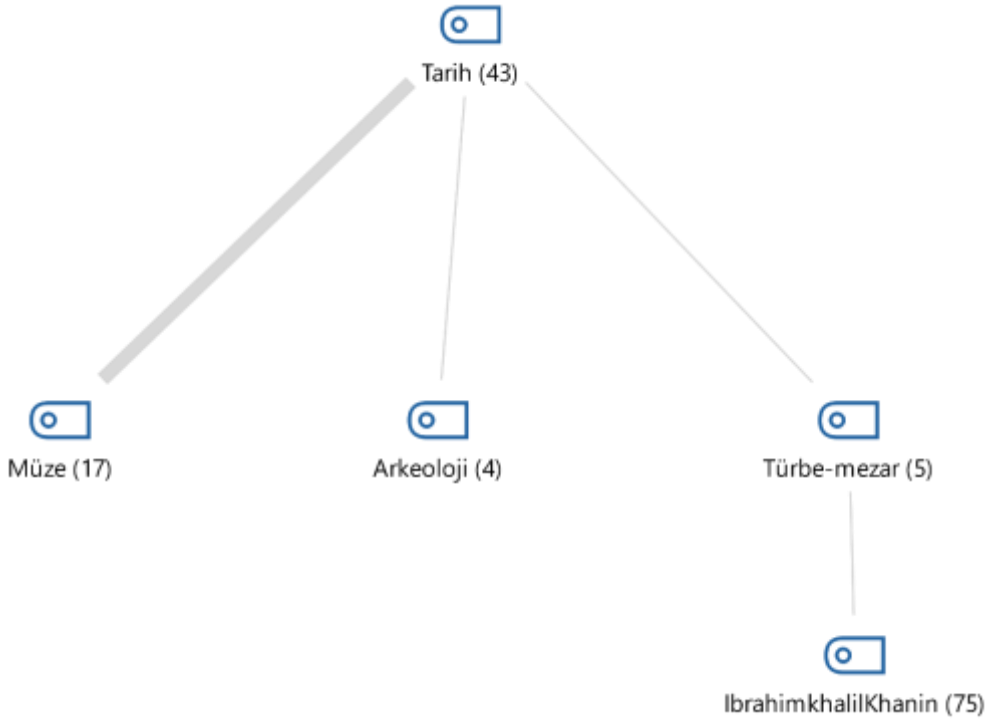 Tarih (43)
Müze (17)
Arkeoloji (4)
Türbe-mezar (5)
IbrahimkhalilKhanin (75)